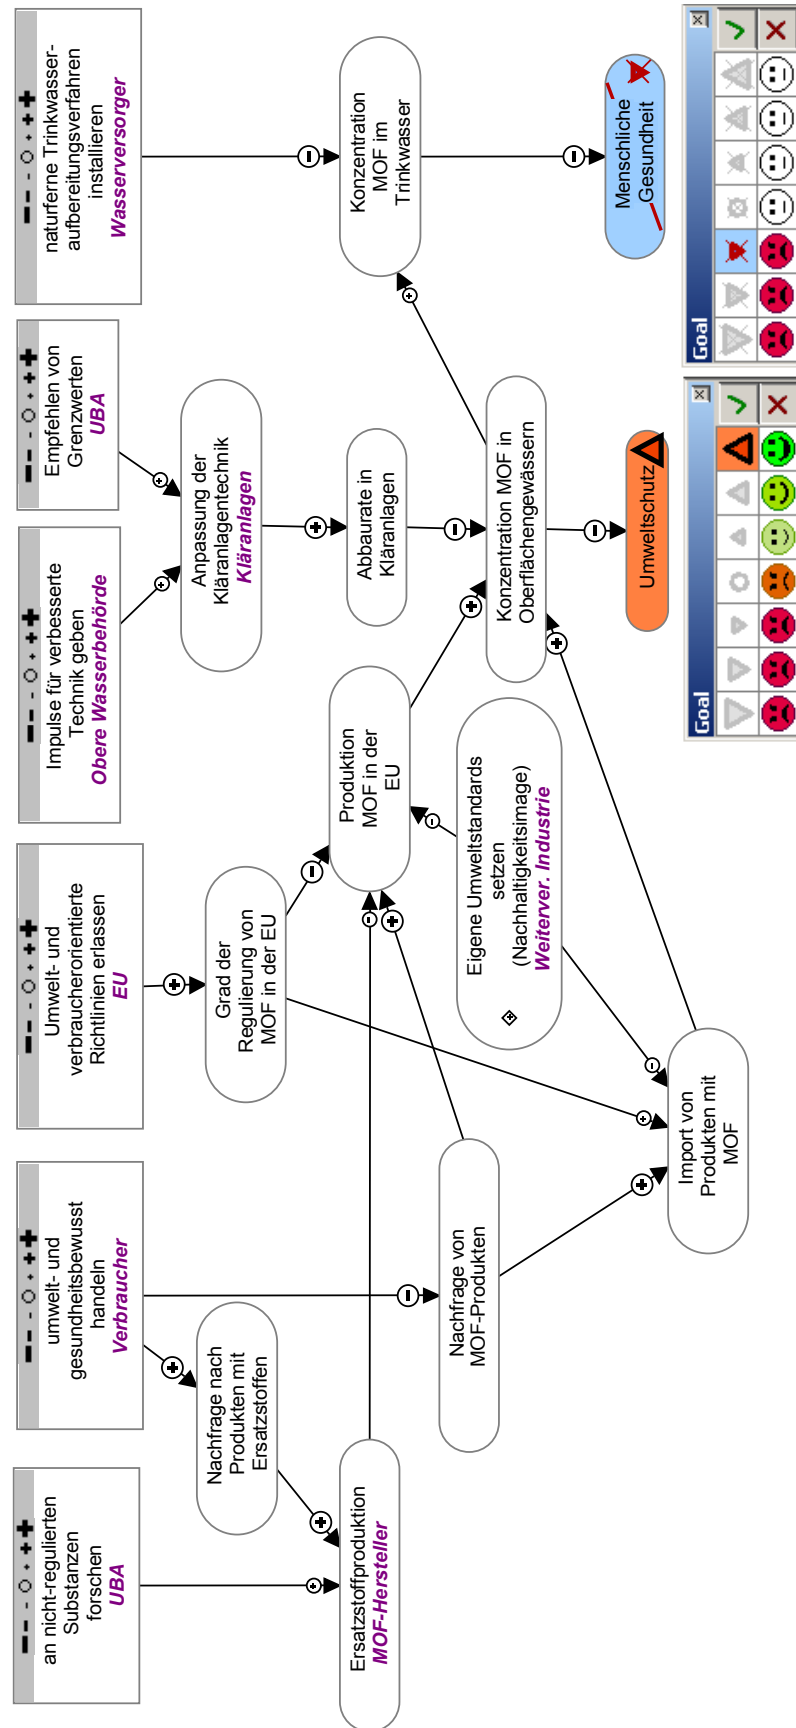 an nicht-regulierten
Substanzen
forschen
UBA
umwelt- und
gesundheitsbewusst
handeln
Verbraucher
Umwelt- und
verbraucherorientierte
Richtlinien erlassen
EU
Impulse für verbesserte
Technik geben
Obere Wasserbehörde
Empfehlen von
Grenzwerten
UBA
naturferne Trinkwasser-
aufbereitungsverfahren
installieren
Wasserversorger
Nachfrage nach
Produkten mit
Ersatzstoffen
Grad der
Regulierung von
MOF in der EU
Anpassung der
Kläranlagentechnik
Kläranlagen
Ersatzstoffproduktion
MOF-Hersteller
Produktion
MOF in der
EU
Abbaurate in
Kläranlagen
Konzentration
MOF im
Trinkwasser
Nachfrage von
MOF-Produkten
Eigene Umweltstandards
setzen
(Nachhaltigkeitsimage)
Weiterver. Industrie
Konzentration MOF in
Oberflächengewässern
Import von
Produkten mit
MOF
Umweltschutz
Menschliche
Gesundheit
Goal
Goal